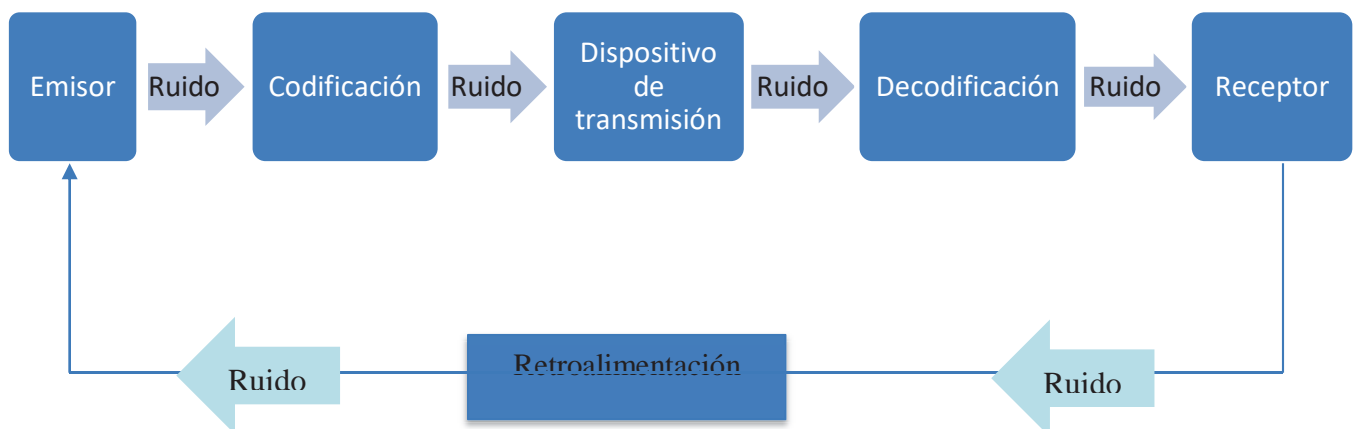 Emisor
Ruido
Codificación
Ruido
Dispositivo
de
transmisión
Ruido
Decodificación
Ruido
Receptor
Ruido
Retroalimentación
Ruido